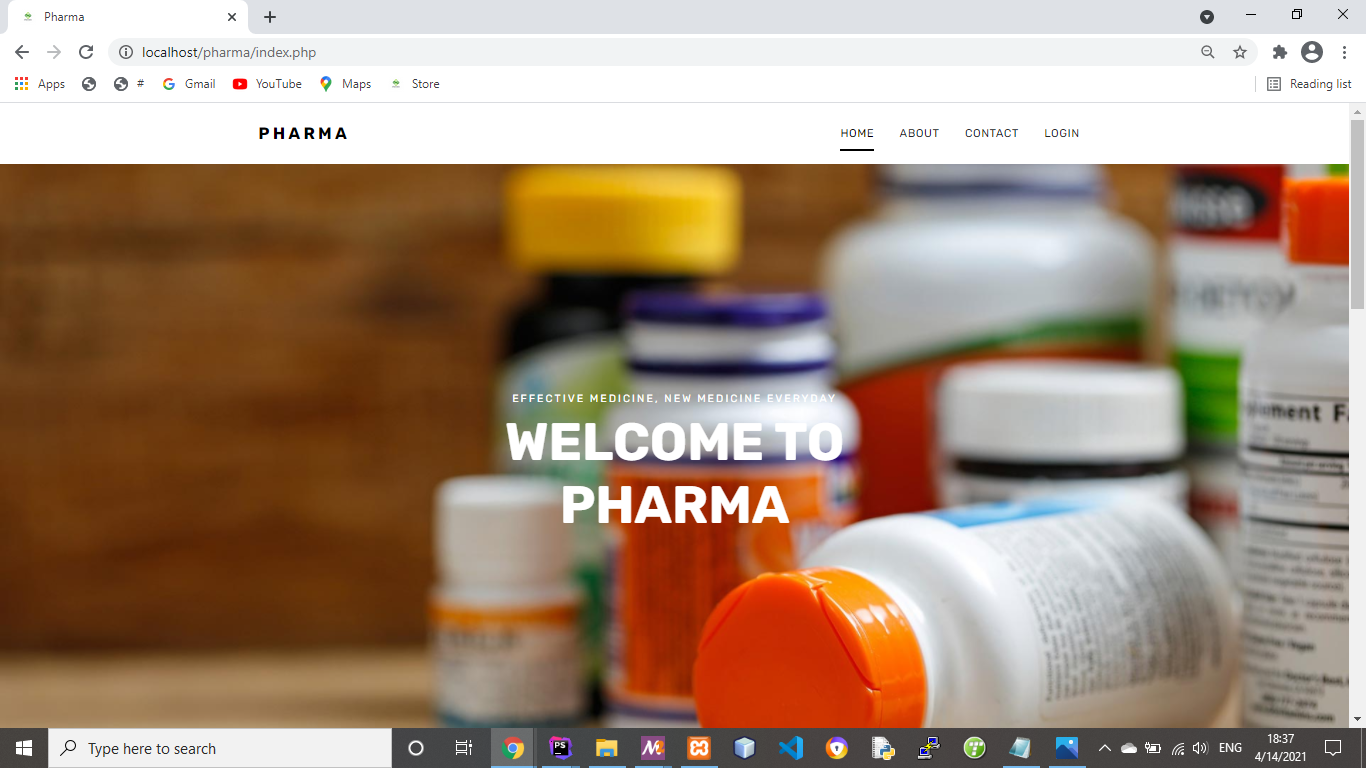 Pharma
localhost/pharma/index.php
Apps
#
Gmail
YouTube
Maps
Store
Reading list
PHARMA
HOME
ABOUT
CONTACT
LOGIN
EFFECTIVE MEDICINE, NEW MEDICINE EVERYDAY
WELCOME TO
PHARMA
Type here to search
ENG
18:37
4/14/2021